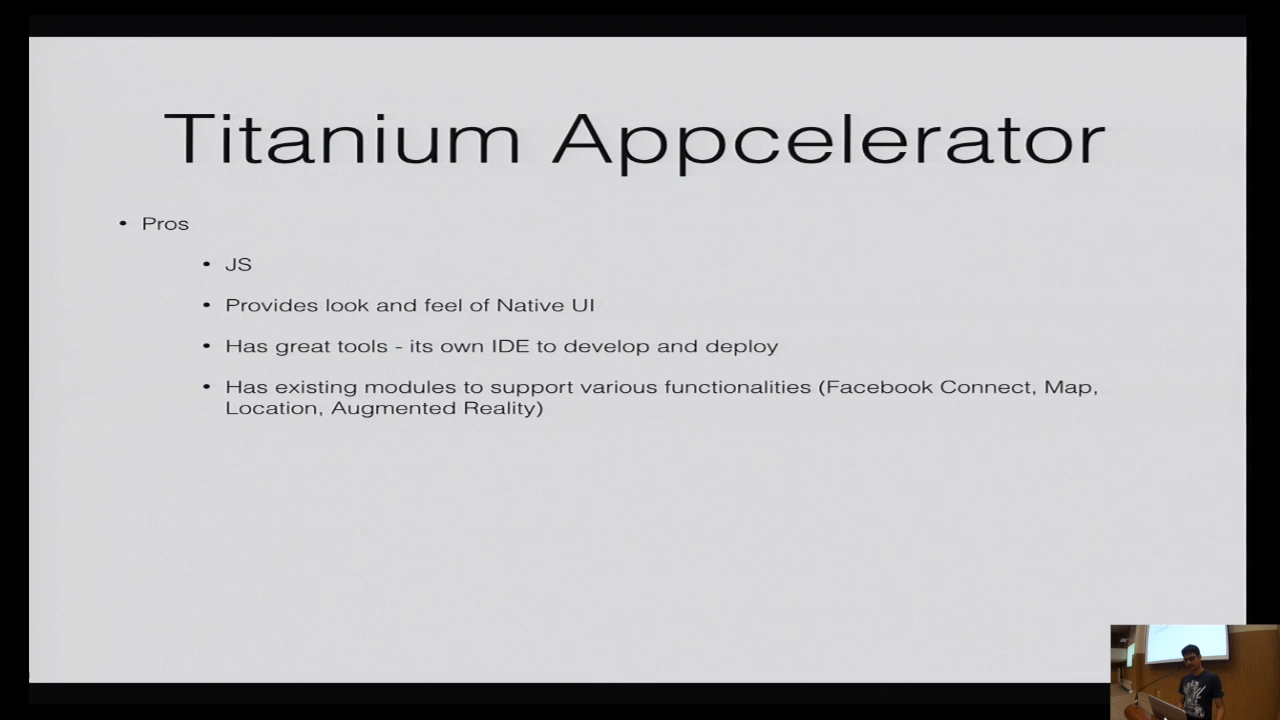 Titanium Appcelerator
• Pros
• JS
• Provides look and feel of Native UI
• Has great tools - its own IDE to develop and deploy
• Has existing modules to support various functionalities (Facebook Connect, Map,
Location, Augmented Reality)